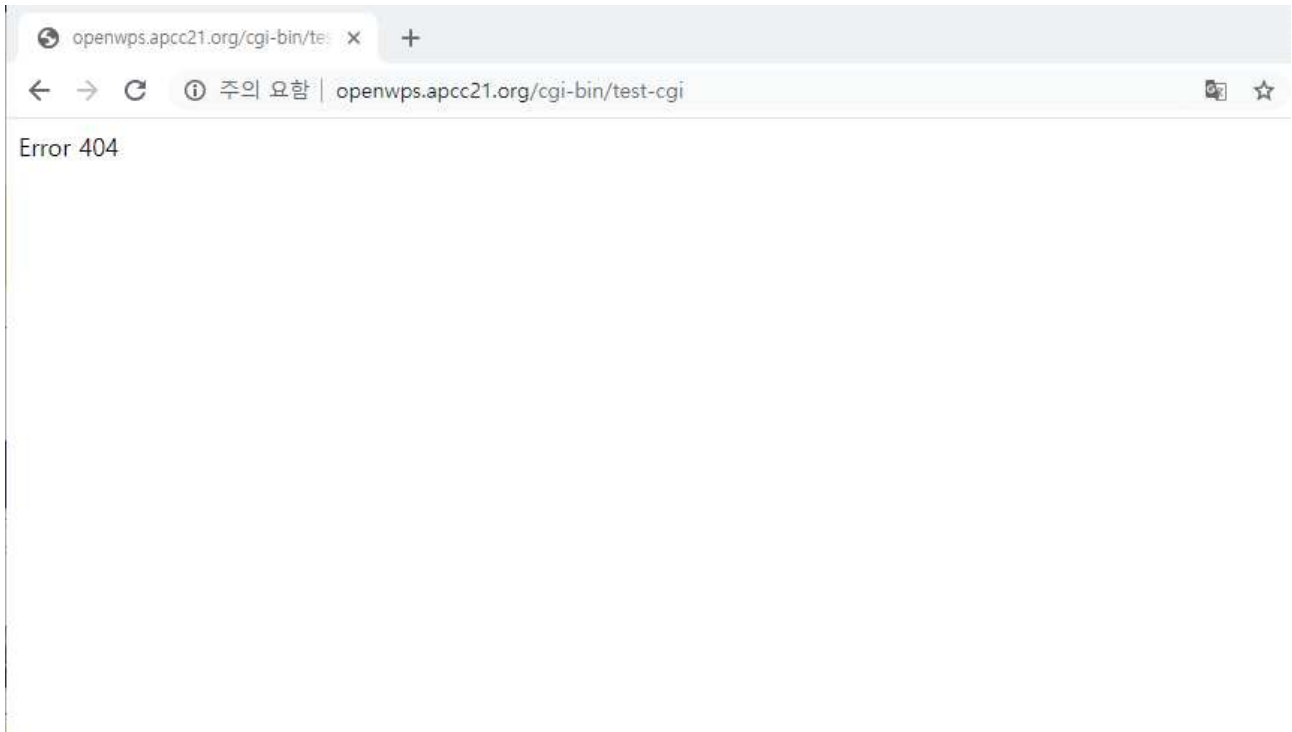 openwps.apcc21.org/cgi-bin/te
주의 요함 | openwps.apcc21.org/cgi-bin/test-cgi
Error 404